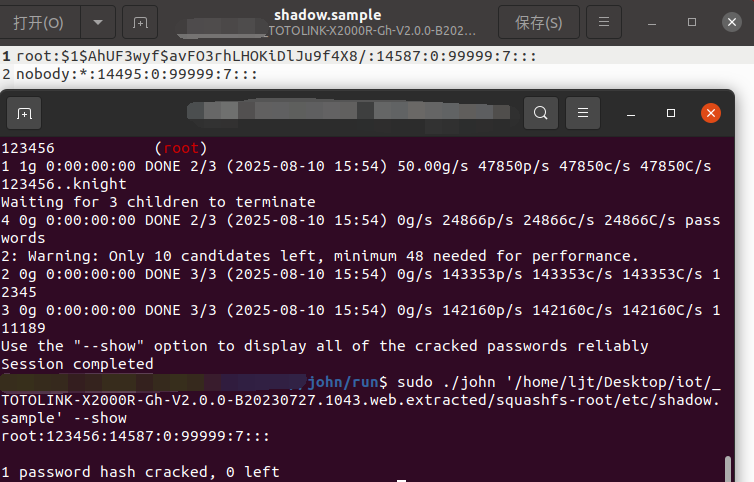 打开(O)
shadow.sample
_TOTOLINK-X2000R-Gh-V2.0.0-B202…
保存(S)
1 root:$1$AhUF3wyf$avFO3rhLHOKiDlJu9f4X8/:14587:0:99999:7:::
2 nobody:*:14495:0:99999:7:::
123456 (root)
1 1g 0:00:00:00 DONE 2/3 (2025-08-10 15:54) 50.00g/s 47850p/s 47850c/s 47850C/s
123456..knight
Waiting for 3 children to terminate
4 0g 0:00:00:00 DONE 2/3 (2025-08-10 15:54) 0g/s 24866p/s 24866c/s 24866C/s pass
words
2: Warning: Only 10 candidates left, minimum 48 needed for performance.
2 0g 0:00:00:00 DONE 3/3 (2025-08-10 15:54) 0g/s 143353p/s 143353c/s 143353C/s 1
2345
3 0g 0:00:00:00 DONE 3/3 (2025-08-10 15:54) 0g/s 142160p/s 142160c/s 142160C/s 1
11189
Use the "--show" option to display all of the cracked passwords reliably
Session completed
/john/run$ sudo ./john '/home/ljt/Desktop/iot/_
TOTOLINK-X2000R-Gh-V2.0.0-B20230727.1043.web.extracted/squashfs-root/etc/shadow.
sample' --show
root:123456:14587:0:99999:7:::
1 password hash cracked, 0 left